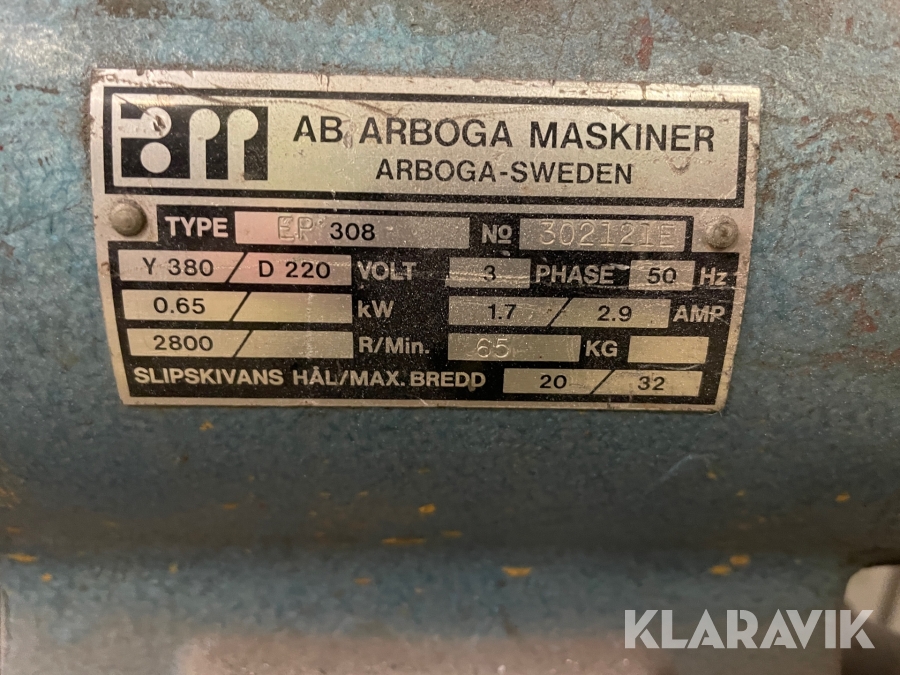 AB ARBOGA MASKINER
ARBOGA-SWEDEN
TYPE EP 308 No 302121E
Y 380 / D 220 VOLT 3 PHASE 50 Hz
0.65 / kW 1.7 / 2.9 AMP
2800 / R/Min. 65 KG
SLIPSKIVANS HÅL/MAX. BREDD 20 / 32
KLARAVIK